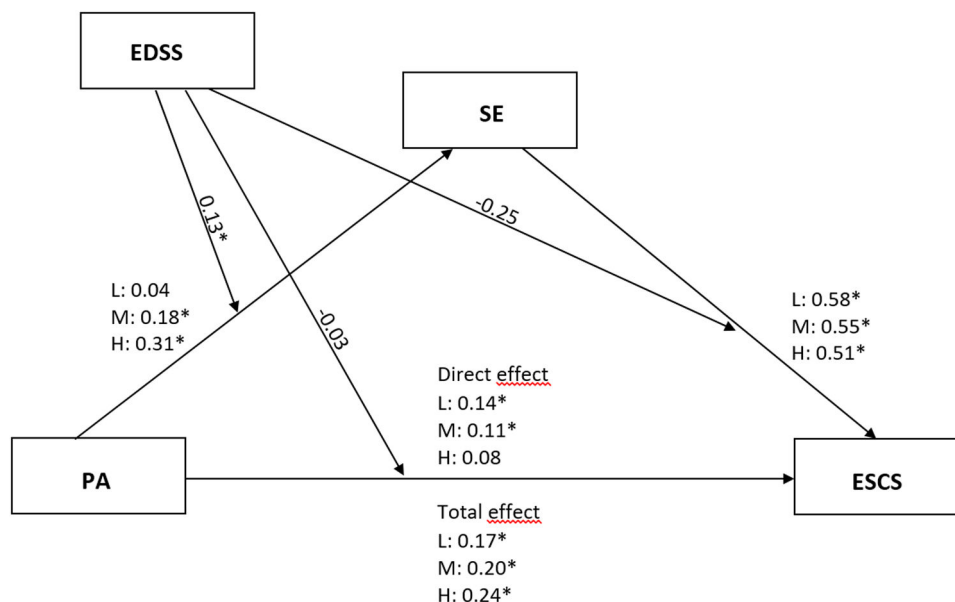 EDSS
SE
0.13*
-0.25
-0.03
L: 0.04
M: 0.18*
H: 0.31*
L: 0.58*
M: 0.55*
H: 0.51*
Direct effect
L: 0.14*
M: 0.11*
H: 0.08
PA
ESCS
Total effect
L: 0.17*
M: 0.20*
H: 0.24*